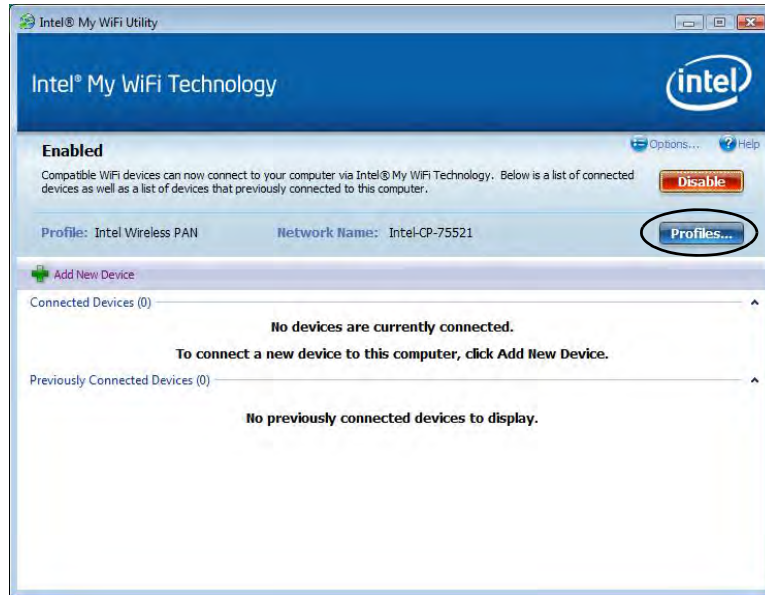 Intel® My WiFi Utility
Intel® My WiFi Technology
intel
Enabled
Options...
Help
Compatible WiFi devices can now connect to your computer via Intel® My WiFi Technology. Below is a list of connected
devices as well as a list of devices that previously connected to this computer.
Disable
Profile: Intel Wireless PAN
Network Name: Intel-CP-75521
Profiles...
Add New Device
Connected Devices (0)
No devices are currently connected.
To connect a new device to this computer, click Add New Device.
Previously Connected Devices (0)
No previously connected devices to display.